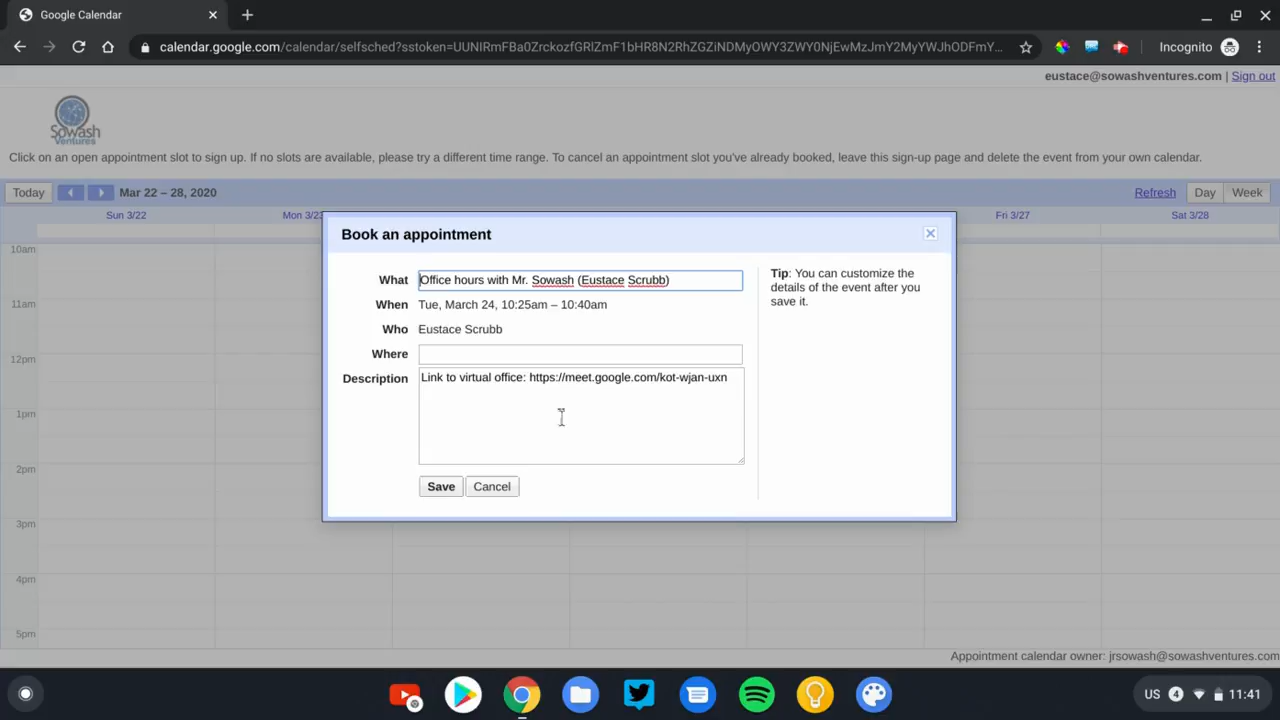 Google Calendar
calendar.google.com/calendar/selfsched?sstoken=UUNIRmFBa0ZrckozfGRlZmF1bHR8N2RhZGZiNDMyOWY3ZWY0NjEwMzJmY2MyYWJhODFmY...
Incognito
eustace@sowashventures.com | Sign out
Sowash
Ventures
Click on an open appointment slot to sign up. If no slots are available, please try a different time range. To cancel an appointment slot you've already booked, leave this sign-up page and delete the event from your own calendar.
Today Mar 22 – 28, 2020 Refresh Day Week
Sun 3/22 Mon 3/23 Fri 3/27 Sat 3/28
10am
11am
12pm
1pm
2pm
3pm
4pm
5pm
Book an appointment
What Office hours with Mr. Sowash (Eustace Scrubb)
When Tue, March 24, 10:25am – 10:40am
Who Eustace Scrubb
Where
Description Link to virtual office: https://meet.google.com/kot-wjan-uxn
Save Cancel
Tip: You can customize the
details of the event after you
save it.
Appointment calendar owner: jrsowash@sowashventures.com
US 4 11:41